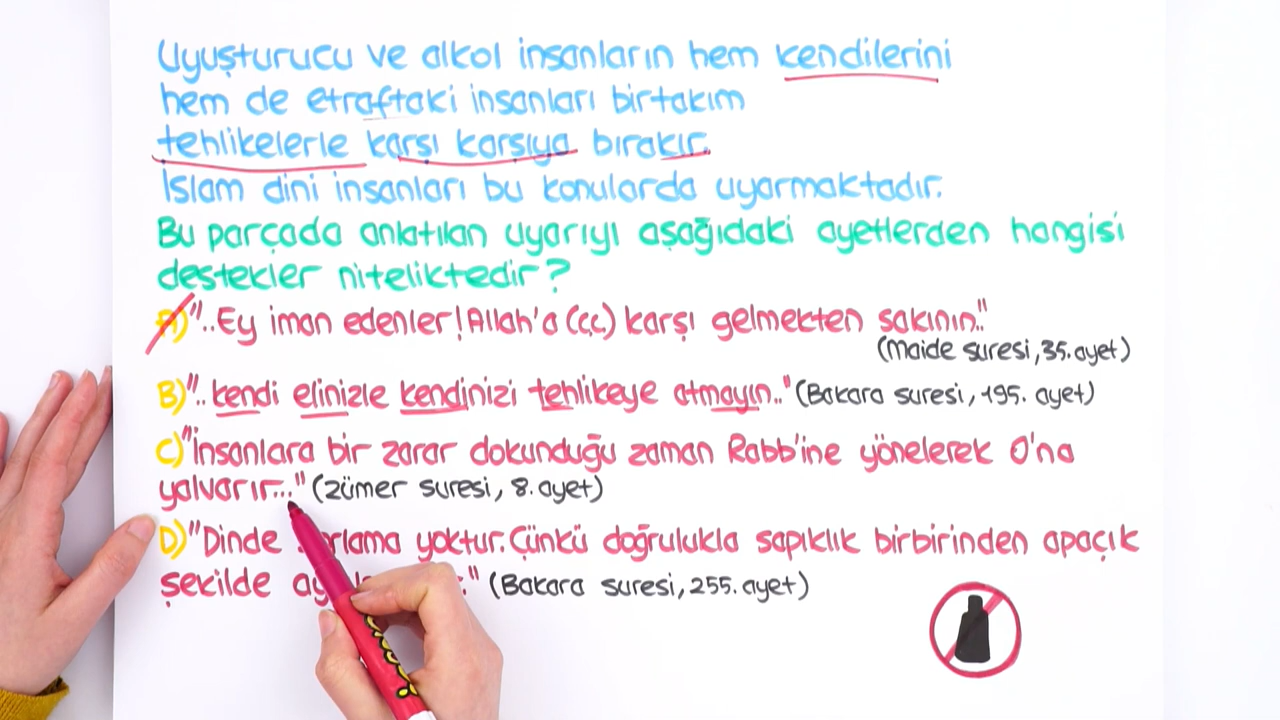 Uyuşturucu ve alkol insanların hem kendilerini
hem de etraftaki insanları birtakım
tehlikelerle karşı karşıya bırakır.
İslam dini insanları bu konularda uyarmaktadır.
Bu parçada anlatılan uyarıyı aşağıdaki ayetlerden hangisi
destekler niteliktedir?
A) "..Ey iman edenler! Allah'a (c.c) karşı gelmekten sakının.."
(Maide suresi, 35. ayet)
B) ".. kendi elinizle kendinizi tehlikeye atmayın.." (Bakara suresi, 195. ayet)
C) "İnsanlara bir zarar dokunduğu zaman Rabb'ine yönelerek O'na
yalvarır..." (zümer suresi, 8. ayet)
D) "Dinde yoktur. Çünkü doğrulukla sapıklık birbirinden apaçık
şekilde (Bakara suresi, 255. ayet)